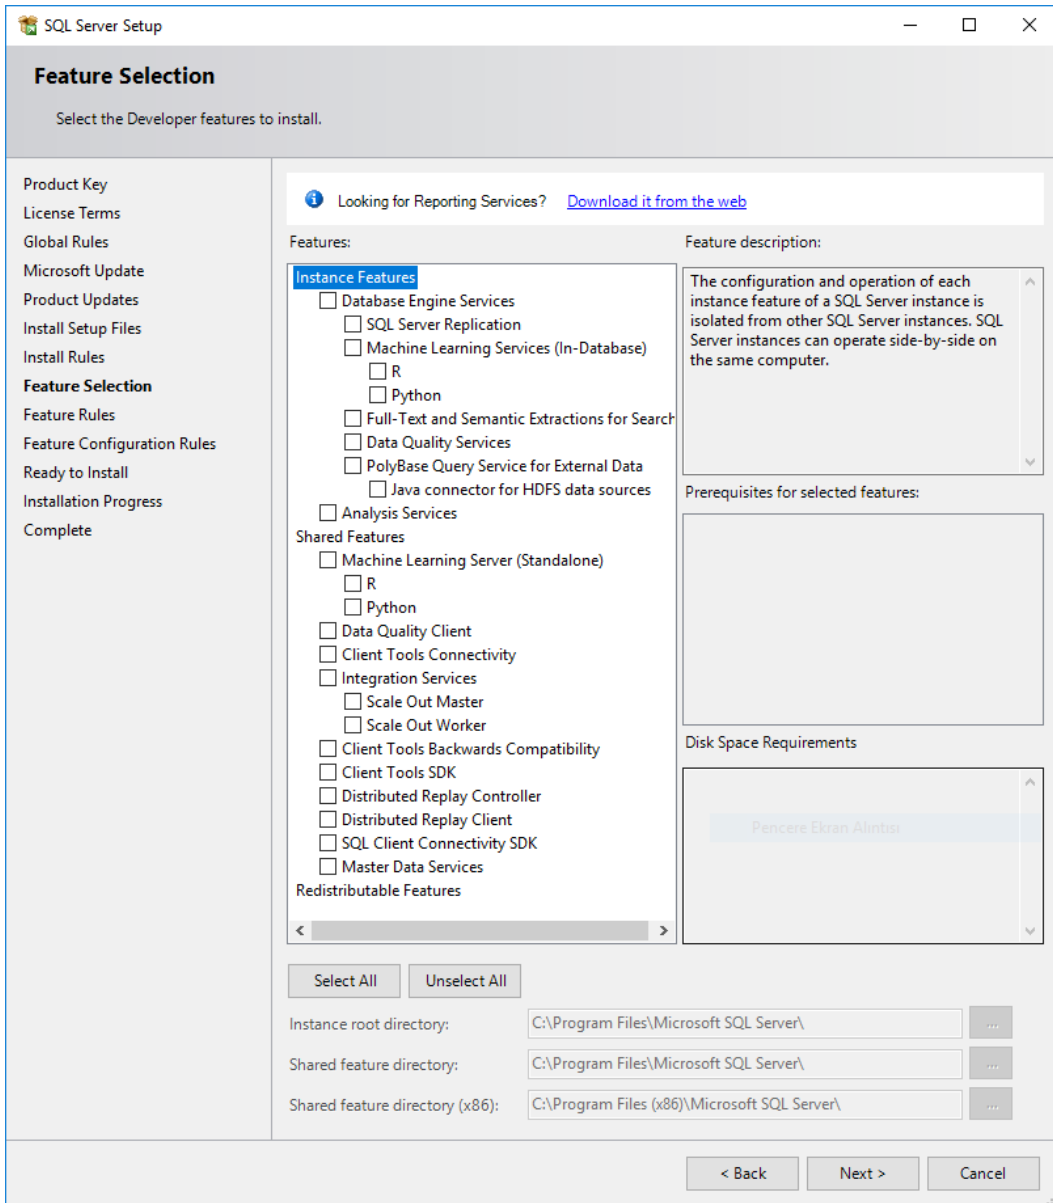 SQL Server Setup
Feature Selection
Select the Developer features to install.
Product Key
License Terms
Global Rules
Microsoft Update
Product Updates
Install Setup Files
Install Rules
Feature Selection
Feature Rules
Feature Configuration Rules
Ready to Install
Installation Progress
Complete
Looking for Reporting Services? Download it from the web
Features:
Instance Features
Database Engine Services
SQL Server Replication
Machine Learning Services (In-Database)
R
Python
Full-Text and Semantic Extractions for Search
Data Quality Services
PolyBase Query Service for External Data
Java connector for HDFS data sources
Analysis Services
Shared Features
Machine Learning Server (Standalone)
R
Python
Data Quality Client
Client Tools Connectivity
Integration Services
Scale Out Master
Scale Out Worker
Client Tools Backwards Compatibility
Client Tools SDK
Distributed Replay Controller
Distributed Replay Client
SQL Client Connectivity SDK
Master Data Services
Redistributable Features
Feature description:
The configuration and operation of each
instance feature of a SQL Server instance is
isolated from other SQL Server instances. SQL
Server instances can operate side-by-side on
the same computer.
Prerequisites for selected features:
Disk Space Requirements
Pencere Ekran Alıntısı
Select All
Unselect All
Instance root directory: C:\Program Files\Microsoft SQL Server\ ...
Shared feature directory: C:\Program Files\Microsoft SQL Server\ ...
Shared feature directory (x86): C:\Program Files (x86)\Microsoft SQL Server\ ...
< Back
Next >
Cancel